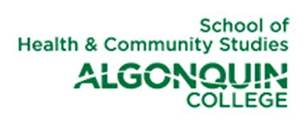 School of
Health & Community Studies
ALGONQUIN
COLLEGE